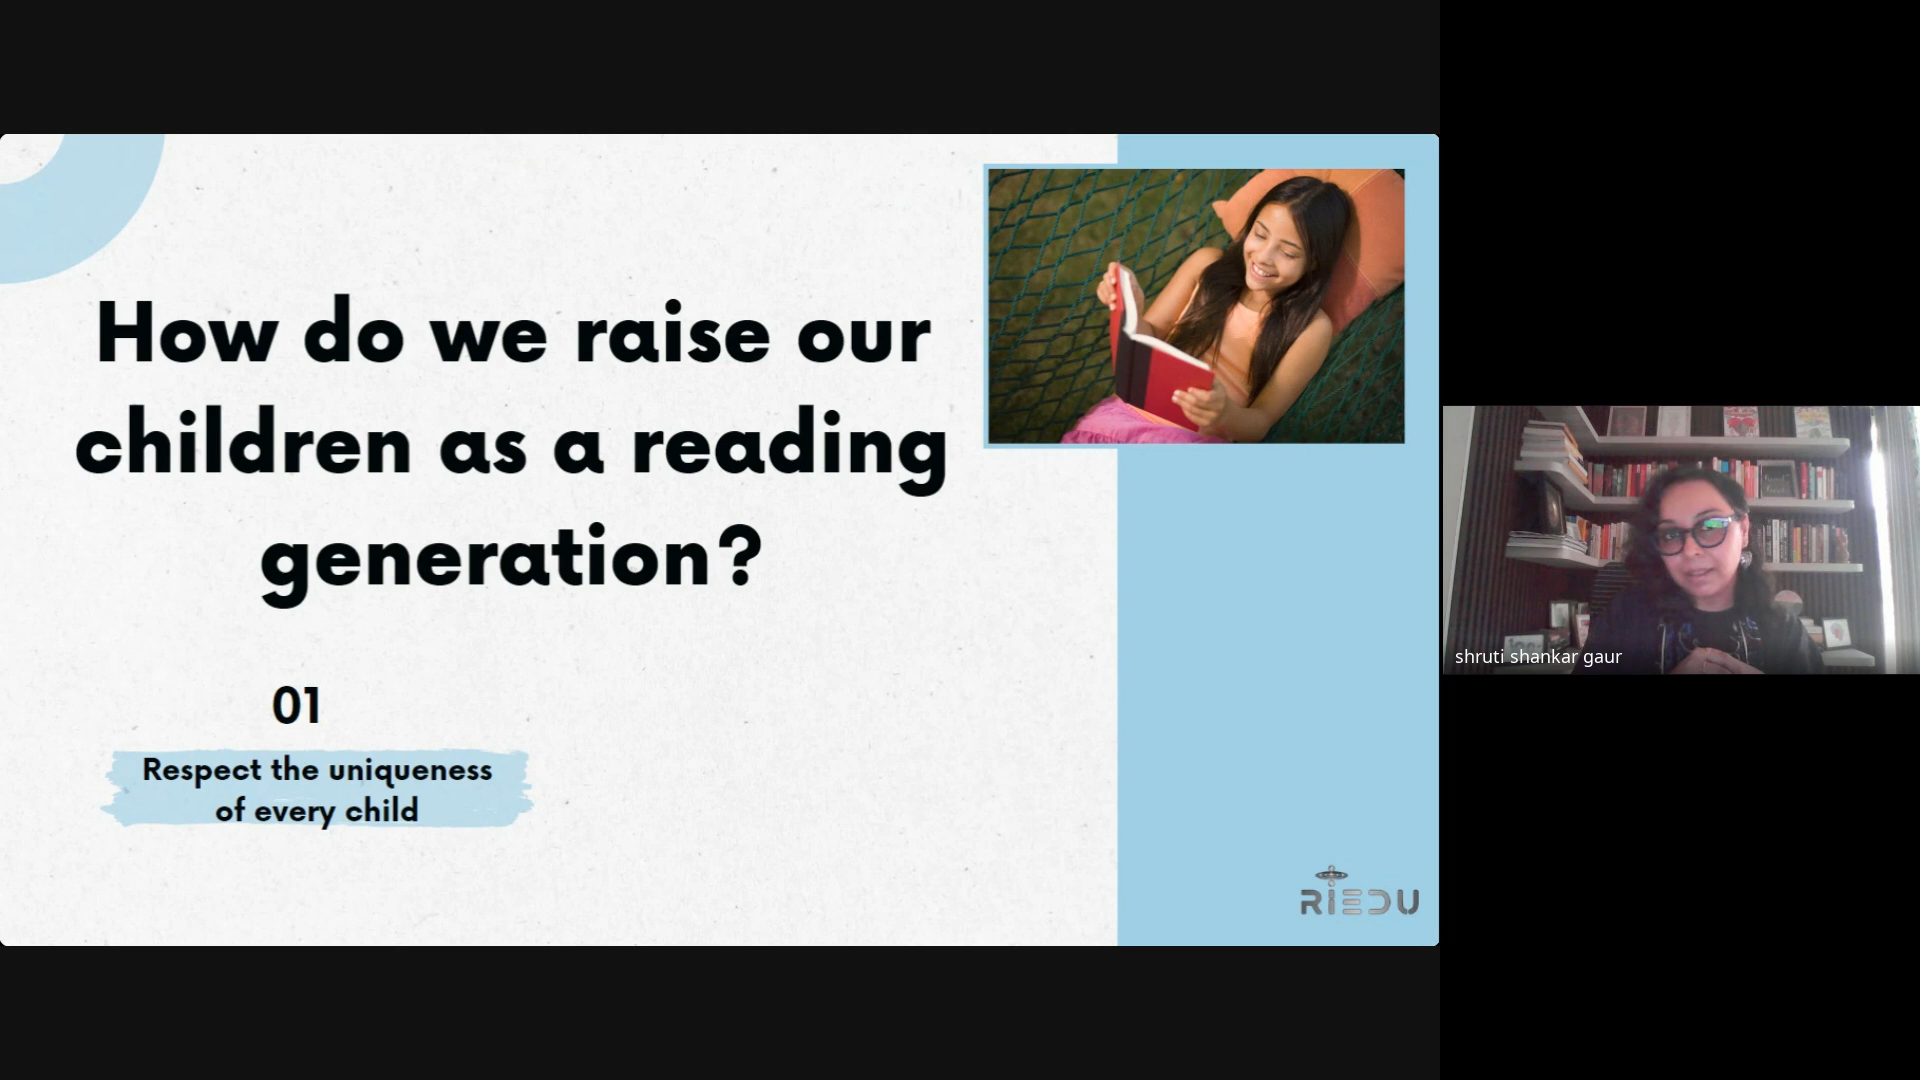 How do we raise our
children as a reading
generation?
01
Respect the uniqueness
of every child
RIEDU
shruti shankar gaur